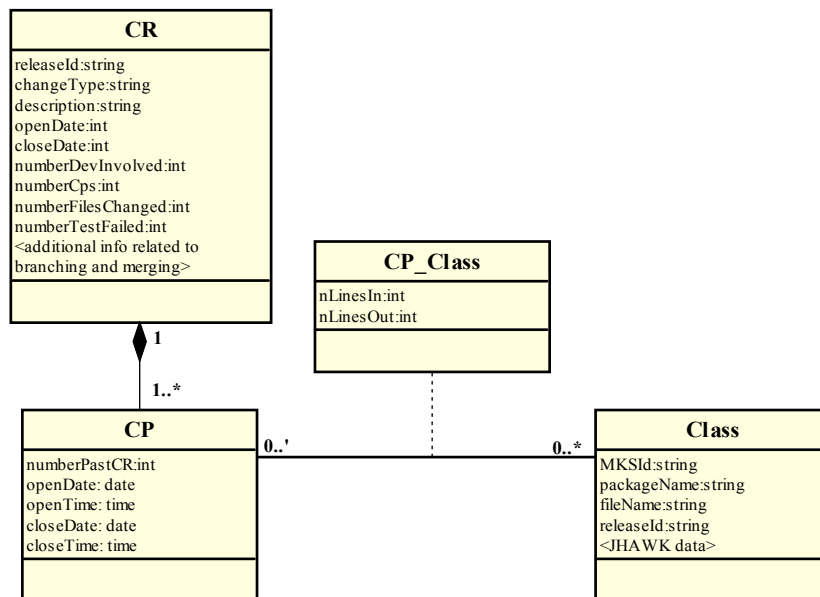 CR
releaseId:string
changeType:string
description:string
openDate:int
closeDate:int
numberDevInvolved:int
numberCps:int
numberFilesChanged:int
numberTestFailed:int
<additional info related to
branching and merging>
CP_Class
nLinesIn:int
nLinesOut:int
1
1..*
CP
numberPastCR:int
openDate: date
openTime: time
closeDate: date
closeTime: time
0..'
0..*
Class
MKSId:string
packageName:string
fileName:string
releaseId:string
<JHAWK data>